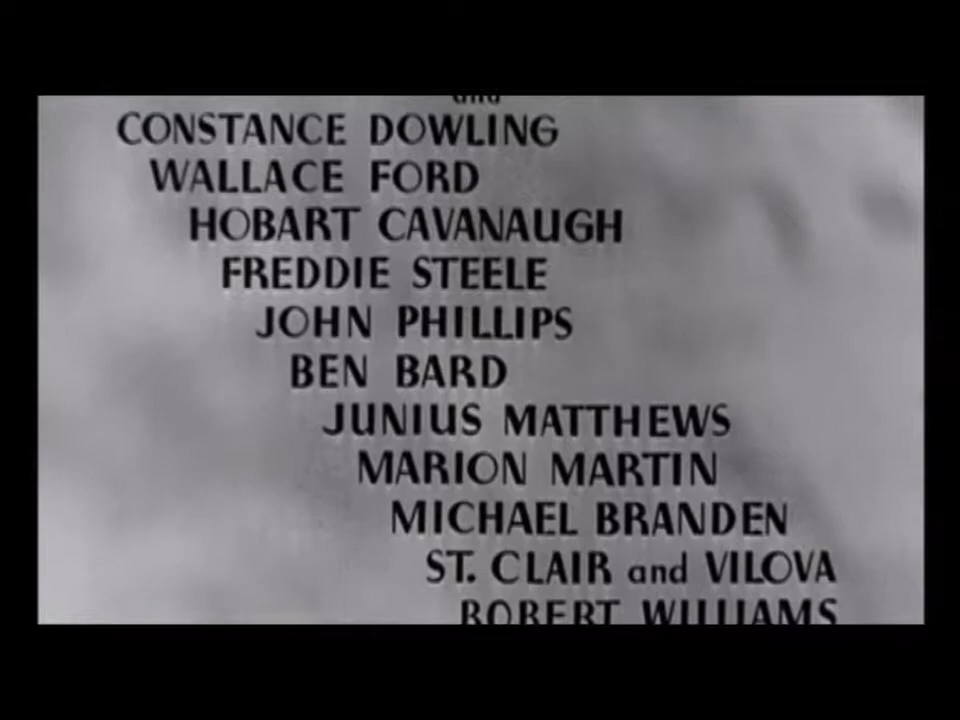 and
CONSTANCE DOWLING
WALLACE FORD
HOBART CAVANAUGH
FREDDIE STEELE
JOHN PHILLIPS
BEN BARD
JUNIUS MATTHEWS
MARION MARTIN
MICHAEL BRANDEN
ST. CLAIR and VILOVA
ROBERT WILLIAMS